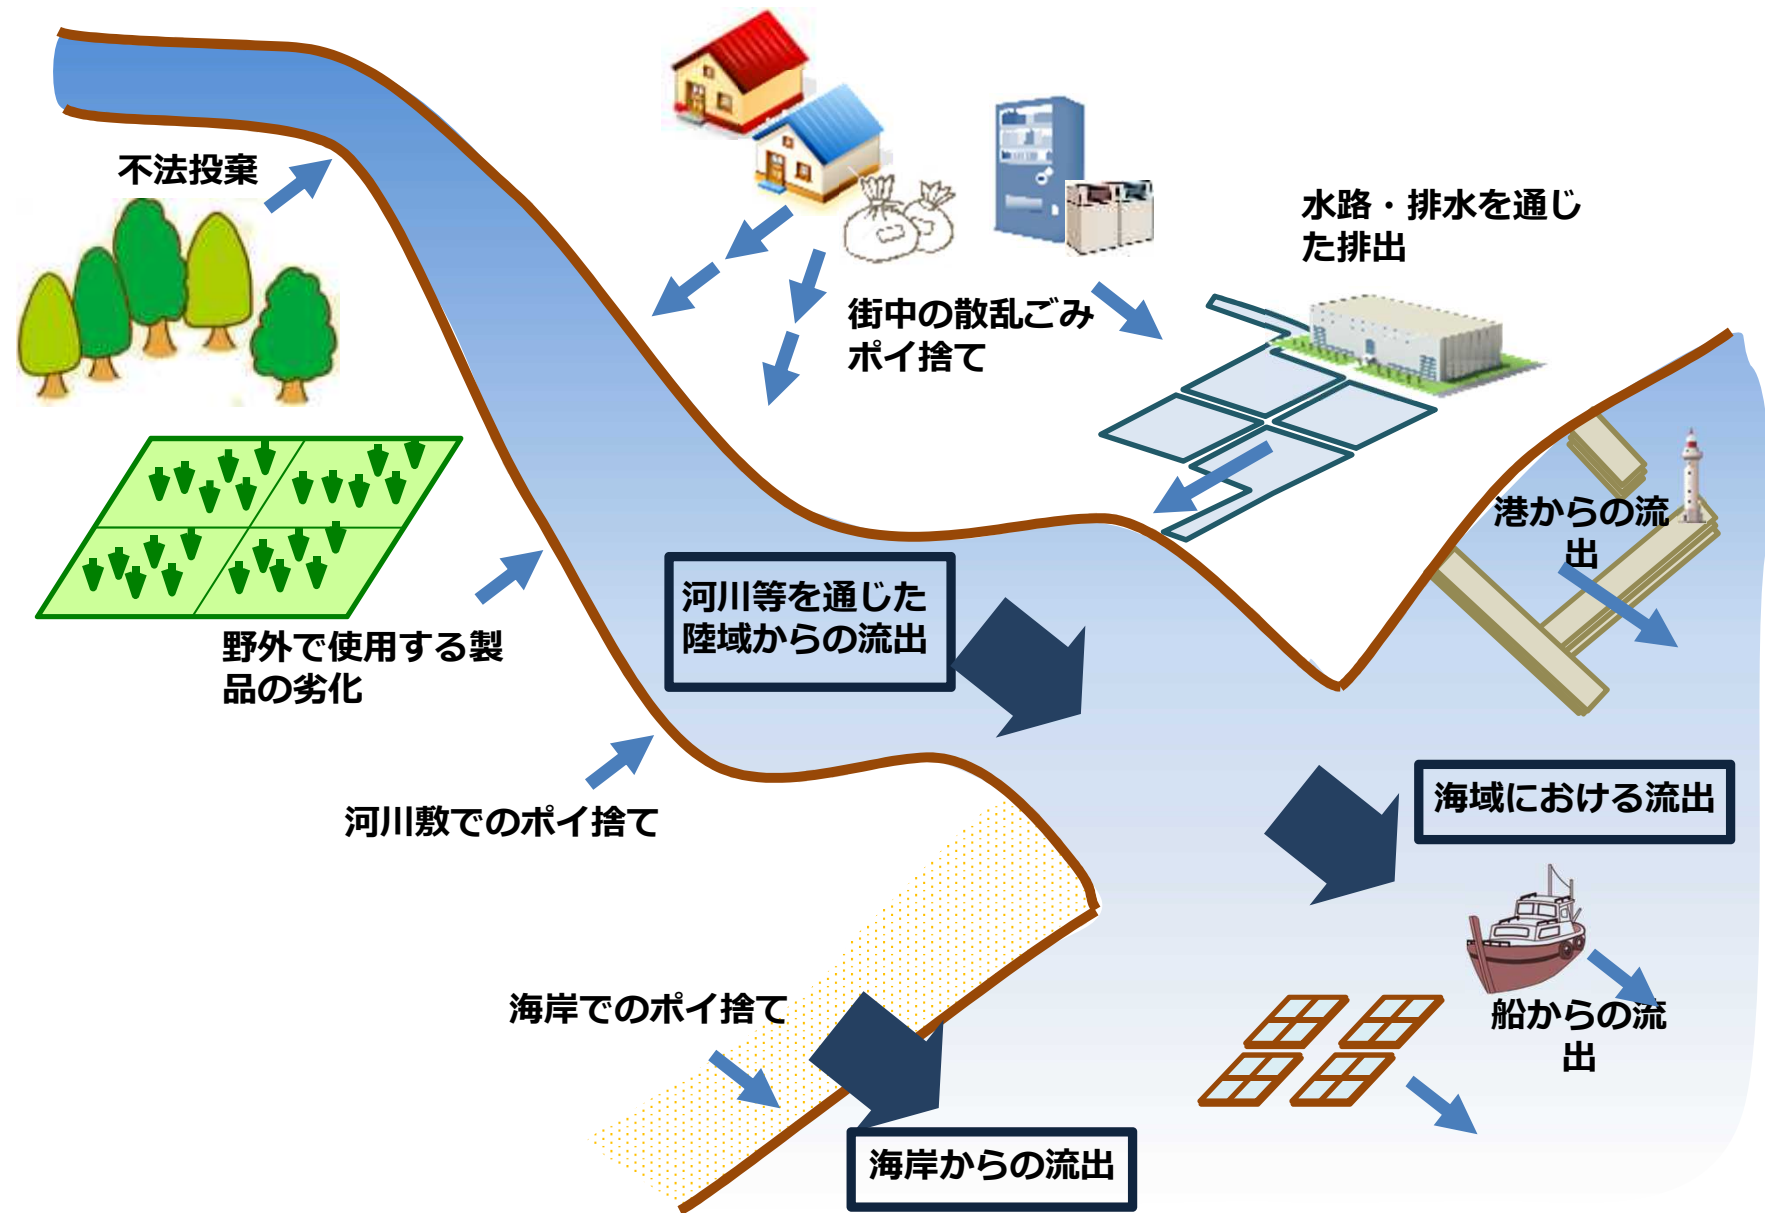 不法投棄
水路・排水を通じ
た排出
街中の散乱ごみ
ポイ捨て
港からの流
出
河川等を通じた
陸域からの流出
野外で使用する製
品の劣化
海域における流出
河川敷でのポイ捨て
海岸でのポイ捨て
船からの流
出
海岸からの流出